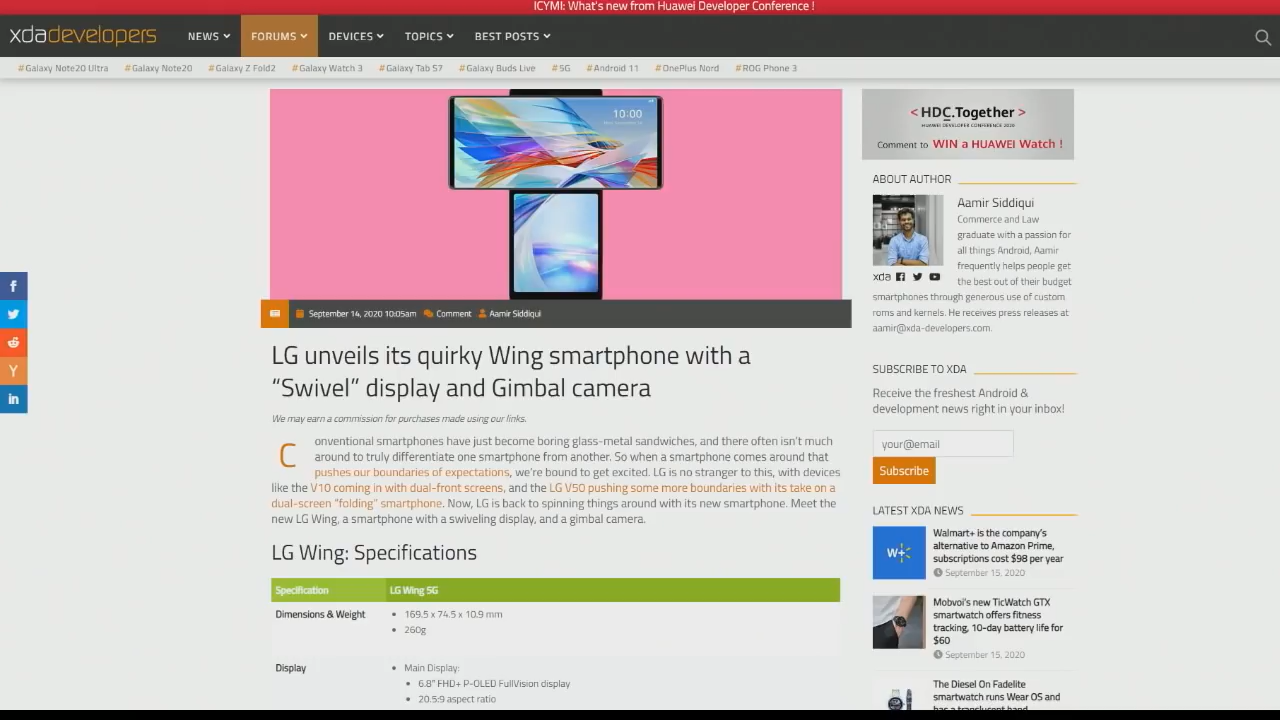 ICYMI: What's new from Huawei Developer Conference !
xdadevelopers
NEWS FORUMS DEVICES TOPICS BEST POSTS
#Galaxy Note20 Ultra #Galaxy Note20 #Galaxy Z Fold2 #Galaxy Watch 3 #Galaxy Tab S7 #Galaxy Buds Live #5G #Android 11 #OnePlus Nord #ROG Phone 3
10:00
September 14, 2020 10:05am Comment Aamir Siddiqui
LG unveils its quirky Wing smartphone with a
“Swivel” display and Gimbal camera
We may earn a commission for purchases made using our links.
Conventional smartphones have just become boring glass-metal sandwiches, and there often isn’t much
around to truly differentiate one smartphone from another. So when a smartphone comes around that
pushes our boundaries of expectations, we’re bound to get excited. LG is no stranger to this, with devices
like the V10 coming in with dual-front screens, and the LG V50 pushing some more boundaries with its take on a
dual-screen “folding” smartphone. Now, LG is back to spinning things around with its new smartphone. Meet the
new LG Wing, a smartphone with a swiveling display, and a gimbal camera.
LG Wing: Specifications
Specification LG Wing 5G
Dimensions & Weight
• 169.5 x 74.5 x 10.9 mm
• 260g
Display
• Main Display:
• 6.8” FHD+ P-OLED FullVision display
• 20.5:9 aspect ratio
< HDC.Together >
HUAWEI DEVELOPER CONFERENCE 2020
Comment to WIN a HUAWEI Watch !
ABOUT AUTHOR
Aamir Siddiqui
Commerce and Law
graduate with a passion for
all things Android, Aamir
frequently helps people get
the best out of their budget
smartphones through generous use of custom
roms and kernels. He receives press releases at
aamir@xda-developers.com.
xda
SUBSCRIBE TO XDA
Receive the freshest Android &
development news right in your inbox!
your@email
Subscribe
LATEST XDA NEWS
W+
Walmart+ is the company’s
alternative to Amazon Prime,
subscriptions cost $98 per year
September 15, 2020
Mobvoi’s new TicWatch GTX
smartwatch offers fitness
tracking, 10-day battery life for
$60
September 15, 2020
The Diesel On Fadelite
smartwatch runs Wear OS and
has a translucent band